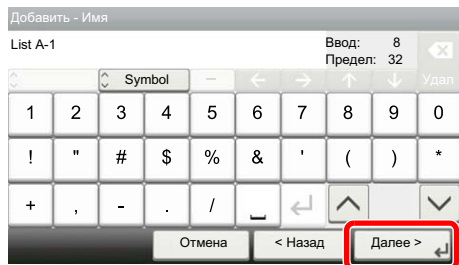 Добавить - Имя
List A-1
Ввод: 8
Предел: 32
Symbol
Удал
1 2 3 4 5 6 7 8 9 0
! " # $ % & ' ( ) *
+ , - . / _
Отмена < Назад Далее >